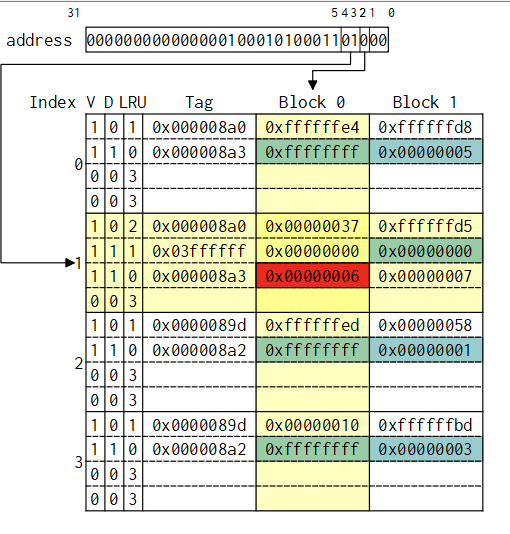 31 5 4 3 2 1 0
address 00000000000000010001010001101000
Index V D LRU Tag Block 0 Block 1
1 0 1 0x000008a0 0xffffffe4 0xffffffd8
1 1 0 0x000008a3 0xffffffff 0x00000005
0
0 0 3
0 0 3
1 0 2 0x000008a0 0x00000037 0xffffffd5
1 1 1 0x03ffffff 0x00000000 0x00000000
1
1 1 0 0x000008a3 0x00000006 0x00000007
0 0 3
1 0 1 0x0000089d 0xffffffed 0x00000058
1 1 0 0x000008a2 0xffffffff 0x00000001
2
0 0 3
0 0 3
1 0 1 0x0000089d 0x00000010 0xffffffbd
1 1 0 0x000008a2 0xffffffff 0x00000003
3
0 0 3
0 0 3